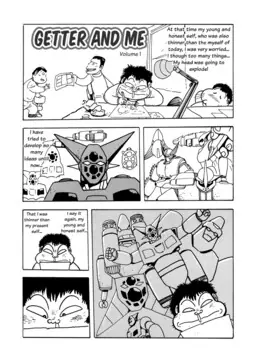 GETTER AND ME
Volume 1
At that time my young and
honest self, who was also
thinner than the myself of
today, I was very worried...
I though too many things...
My head was going to
explode!
I have
tried to
develop so
many
ideas until
now...
That I was
thinner than
my present
self...
I say it
again, my
young and
honest self...